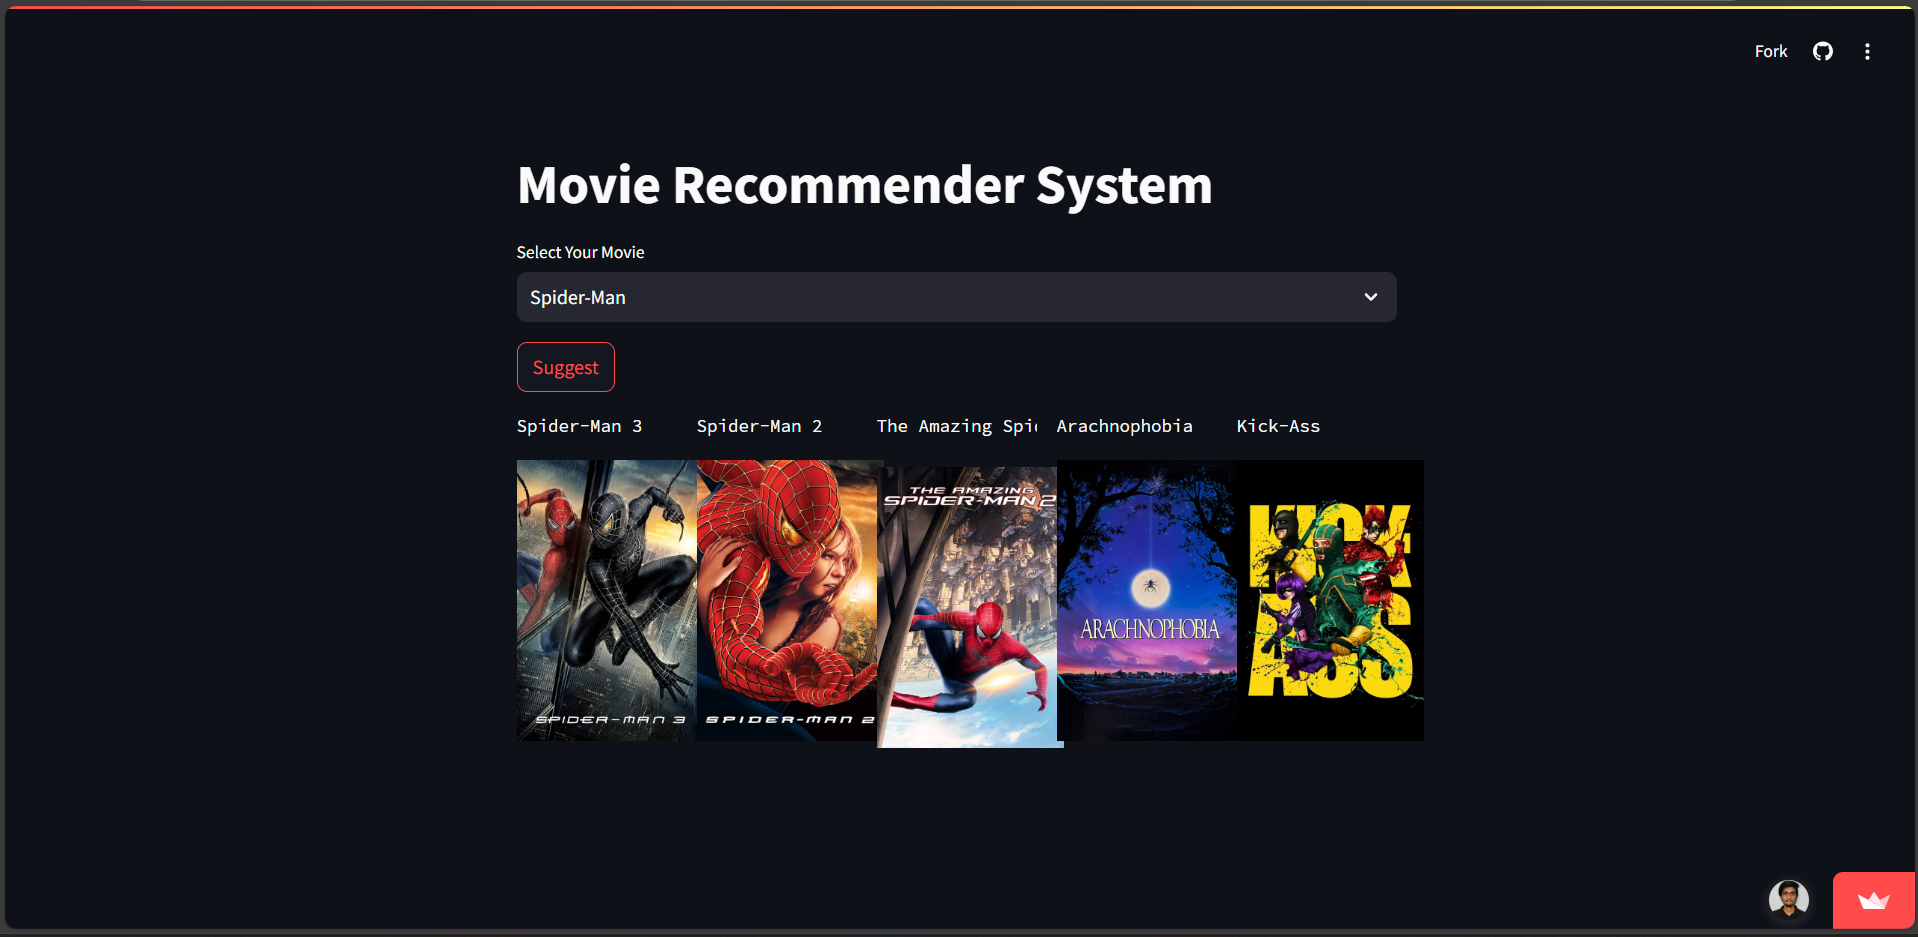 Fork
Movie Recommender System
Select Your Movie
Spider-Man
Suggest
Spider-Man 3
Spider-Man 2
The Amazing Spi
Arachnophobia
Kick-Ass
SPIDER-MAN 3
SPIDER-MAN 2
THE AMAZING
SPIDER-MAN 2
ARACHNOPHOBIA
KICK
ASS